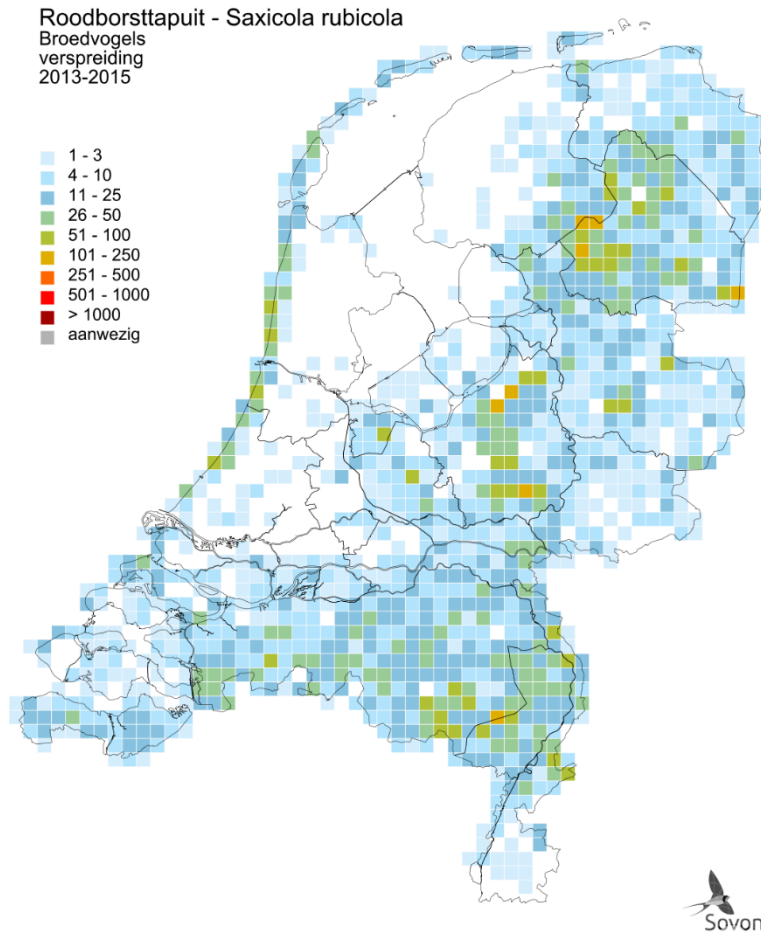 Roodborsttapuit - Saxicola rubicola
Broedvogels
verspreiding
2013-2015
1 - 3
4 - 10
11 - 25
26 - 50
51 - 100
101 - 250
251 - 500
501 - 1000
> 1000
aanwezig
Sovon